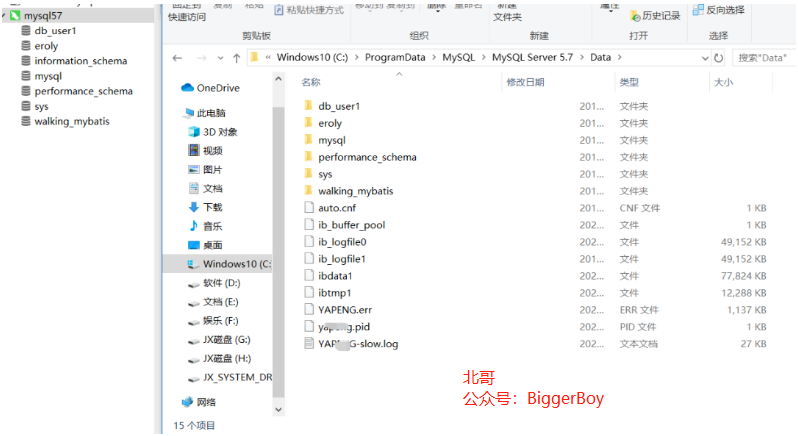 mysql57
db_user1
eroly
information_schema
mysql
performance_schema
sys
walking_mybatis
固定到
快速访问
复制
粘贴
粘贴快捷方式
移动到
复制到
删除
重命名
新建
文件夹
属性
历史记录
反向选择
剪贴板
组织
新建
打开
选择
« Windows10 (C:) › ProgramData › MySQL › MySQL Server 5.7 › Data ›
搜索"Data"
OneDrive
此电脑
3D 对象
视频
图片
文档
下载
音乐
桌面
Windows10 (C:
软件 (D:)
文档 (E:)
娱乐 (F:)
JX磁盘 (G:)
JX磁盘 (H:)
JX_SYSTEM_DR
网络
名称 修改日期 类型 大小
db_user1 201... 文件夹
eroly 201... 文件夹
mysql 201... 文件夹
performance_schema 201... 文件夹
sys 201... 文件夹
walking_mybatis 201... 文件夹
auto.cnf 201... CNF 文件 1 KB
ib_buffer_pool 202... 文件 1 KB
ib_logfile0 202... 文件 49,152 KB
ib_logfile1 201... 文件 49,152 KB
ibdata1 202... 文件 77,824 KB
ibtmp1 202... 文件 12,288 KB
YAPENG.err 202... ERR 文件 1,137 KB
.pid 202... PID 文件 1 KB
-slow.log 202... 文本文档 27 KB
北哥
公众号：BiggerBoy
15 个项目